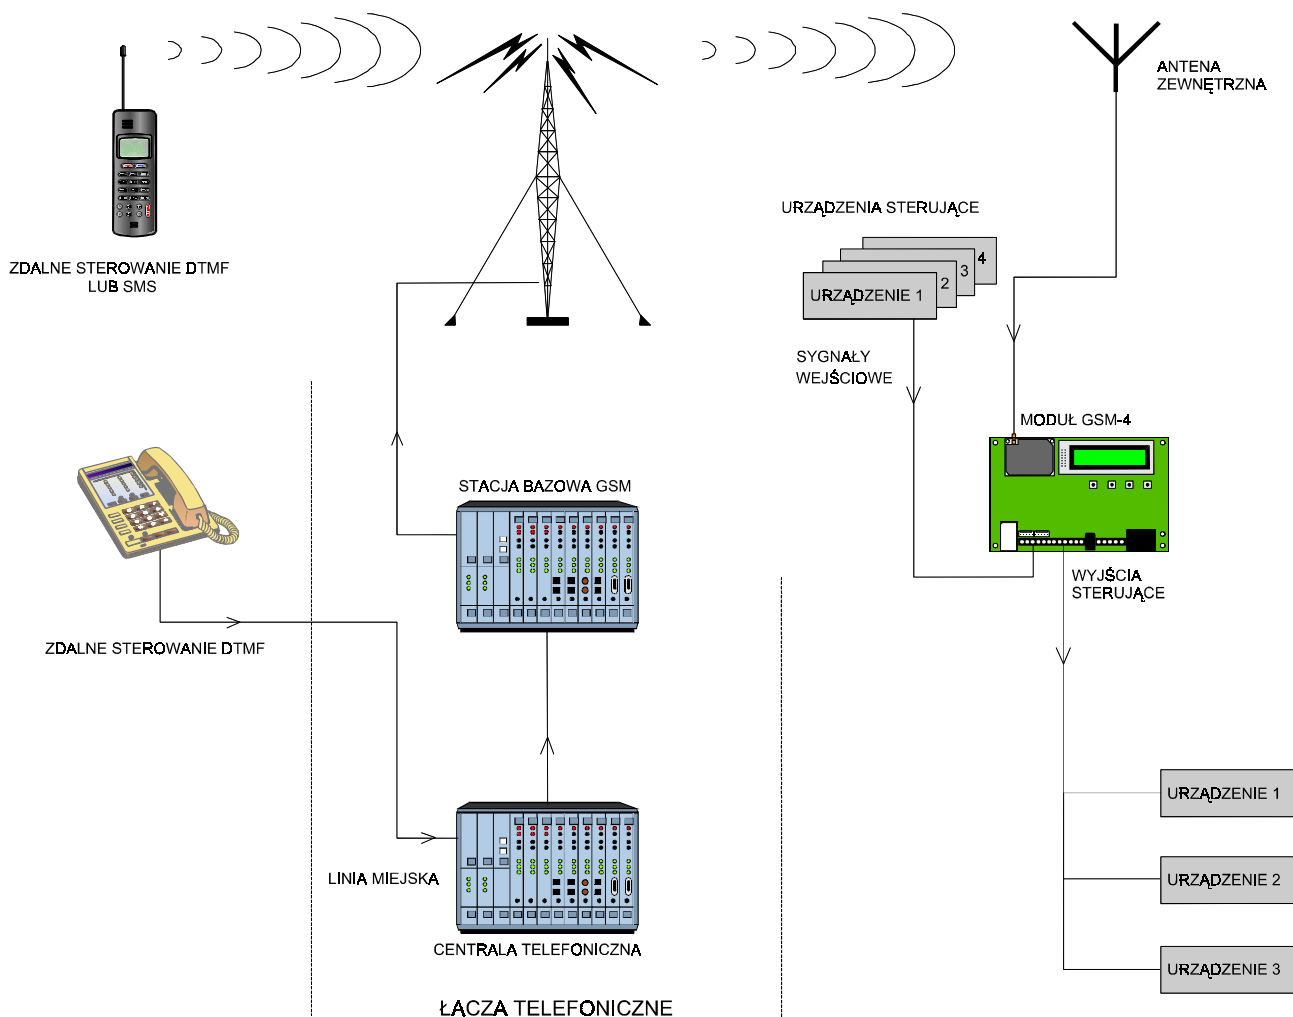 ANTENA
ZEWNĘTRZNA
URZĄDZENIA STERUJĄCE
4
3
2
URZĄDZENIE 1
ZDALNE STEROWANIE DTMF
LUB SMS
SYGNAŁY
WEJŚCIOWE
MODUŁ GSM-4
STACJA BAZOWA GSM
WYJŚCIA
STERUJĄCE
ZDALNE STEROWANIE DTMF
URZĄDZENIE 1
LINIA MIEJSKA
URZĄDZENIE 2
CENTRALA TELEFONICZNA
URZĄDZENIE 3
ŁĄCZA TELEFONICZNE